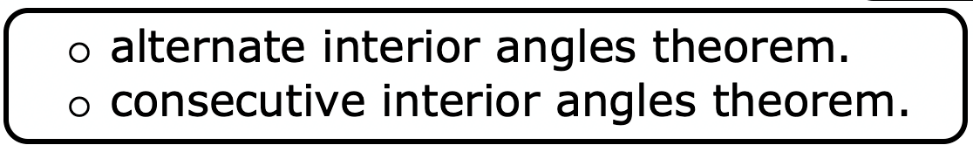 ○ alternate interior angles theorem.
○ consecutive interior angles theorem.